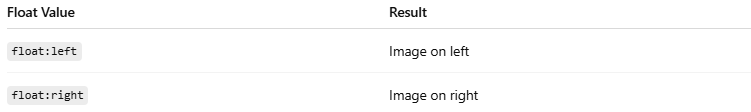 Float Value Result
float:left Image on left
float:right Image on right